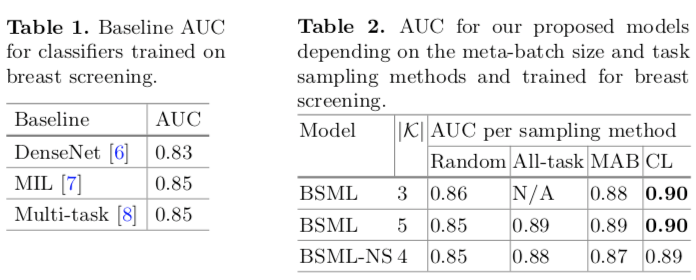 Table 1. Baseline AUC
for classifiers trained on
breast screening.
Baseline AUC
DenseNet [6] 0.83
MIL [7] 0.85
Multi-task [8] 0.85
Table 2. AUC for our proposed models
depending on the meta-batch size and task
sampling methods and trained for breast
screening.
Model |𝒦| AUC per sampling method
Random All-task MAB CL
BSML 3 0.86 N/A 0.88 0.90
BSML 5 0.85 0.89 0.89 0.90
BSML-NS 4 0.85 0.88 0.87 0.89